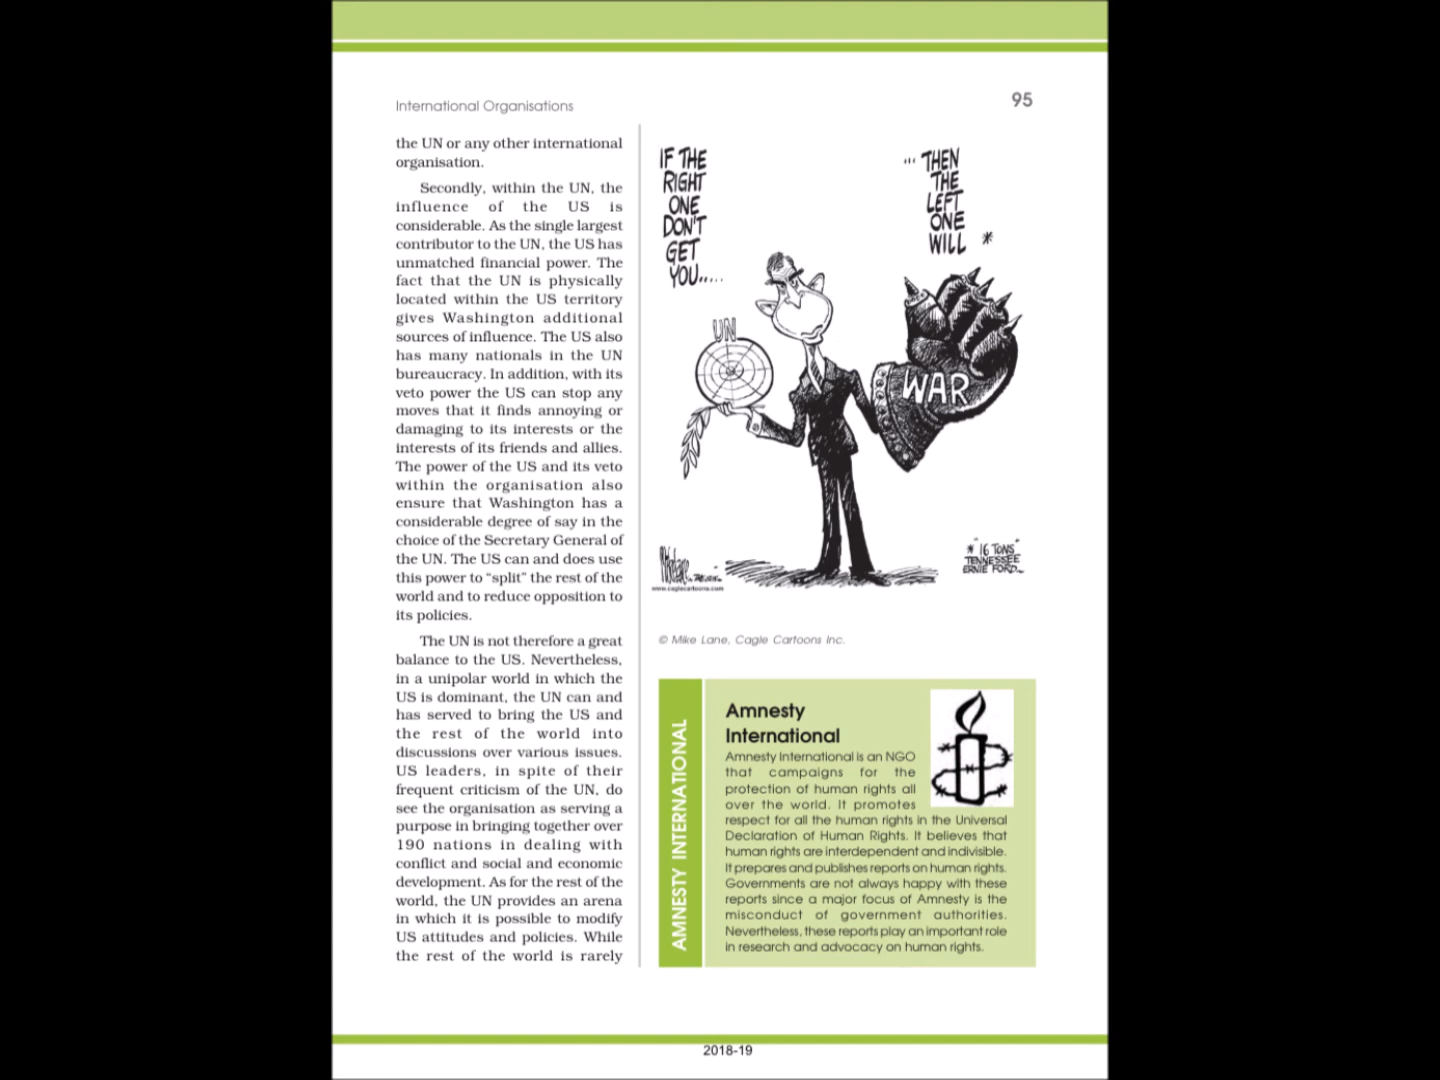 International Organisations
95
the UN or any other international
organisation.
Secondly, within the UN, the
influence of the US is
considerable. As the single largest
contributor to the UN, the US has
unmatched financial power. The
fact that the UN is physically
located within the US territory
gives Washington additional
sources of influence. The US also
has many nationals in the UN
bureaucracy. In addition, with its
veto power the US can stop any
moves that it finds annoying or
damaging to its interests or the
interests of its friends and allies.
The power of the US and its veto
within the organisation also
ensure that Washington has a
considerable degree of say in the
choice of the Secretary General of
the UN. The US can and does use
this power to “split” the rest of the
world and to reduce opposition to
its policies.
The UN is not therefore a great
balance to the US. Nevertheless,
in a unipolar world in which the
US is dominant, the UN can and
has served to bring the US and
the rest of the world into
discussions over various issues.
US leaders, in spite of their
frequent criticism of the UN, do
see the organisation as serving a
purpose in bringing together over
190 nations in dealing with
conflict and social and economic
development. As for the rest of the
world, the UN provides an arena
in which it is possible to modify
US attitudes and policies. While
the rest of the world is rarely
IF THE
RIGHT
ONE
DON'T
GET
YOU.....
... THEN
THE
LEFT
ONE
WILL *
UN
WAR
* "16 TONS"
TENNESSEE
ERNIE FORD
www.caglecartoons.com
© Mike Lane, Cagle Cartoons Inc.
AMNESTY INTERNATIONAL
Amnesty
International
Amnesty International is an NGO
that campaigns for the
protection of human rights all
over the world. It promotes
respect for all the human rights in the Universal
Declaration of Human Rights. It believes that
human rights are interdependent and indivisible.
It prepares and publishes reports on human rights.
Governments are not always happy with these
reports since a major focus of Amnesty is the
misconduct of government authorities.
Nevertheless, these reports play an important role
in research and advocacy on human rights.
2018-19